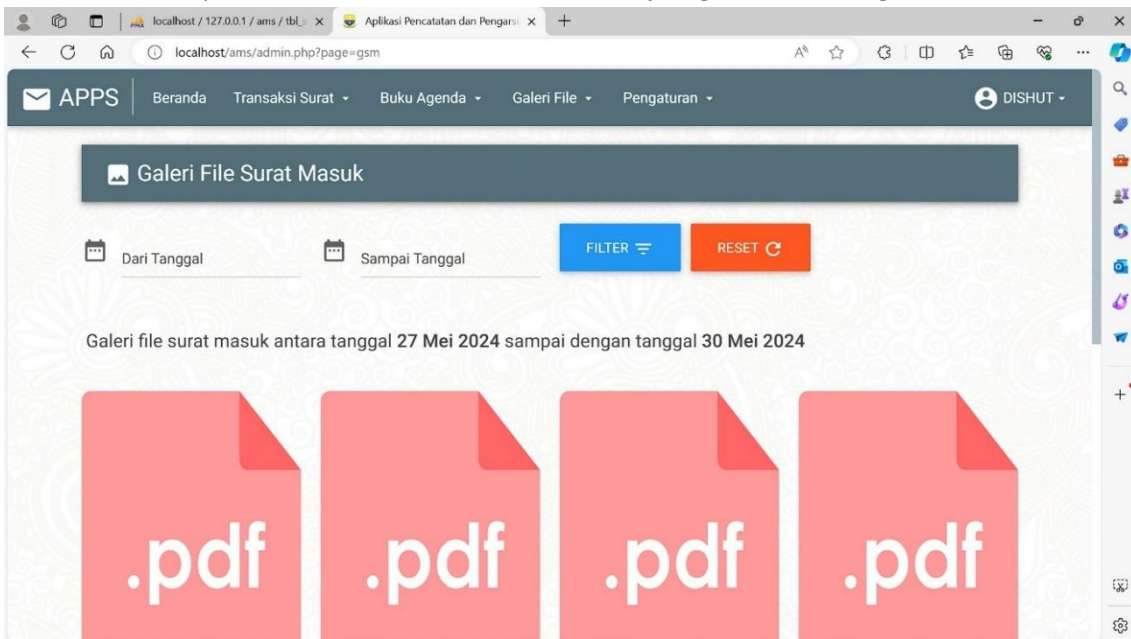 localhost / 127.0.0.1 / ams / tbl_s
Aplikasi Pencatatan dan Pengarsi
localhost/ams/admin.php?page=gsm
APPS
Beranda
Transaksi Surat
Buku Agenda
Galeri File
Pengaturan
DISHUT
Galeri File Surat Masuk
Dari Tanggal
Sampai Tanggal
FILTER
RESET
Galeri file surat masuk antara tanggal 27 Mei 2024 sampai dengan tanggal 30 Mei 2024
.pdf
.pdf
.pdf
.pdf